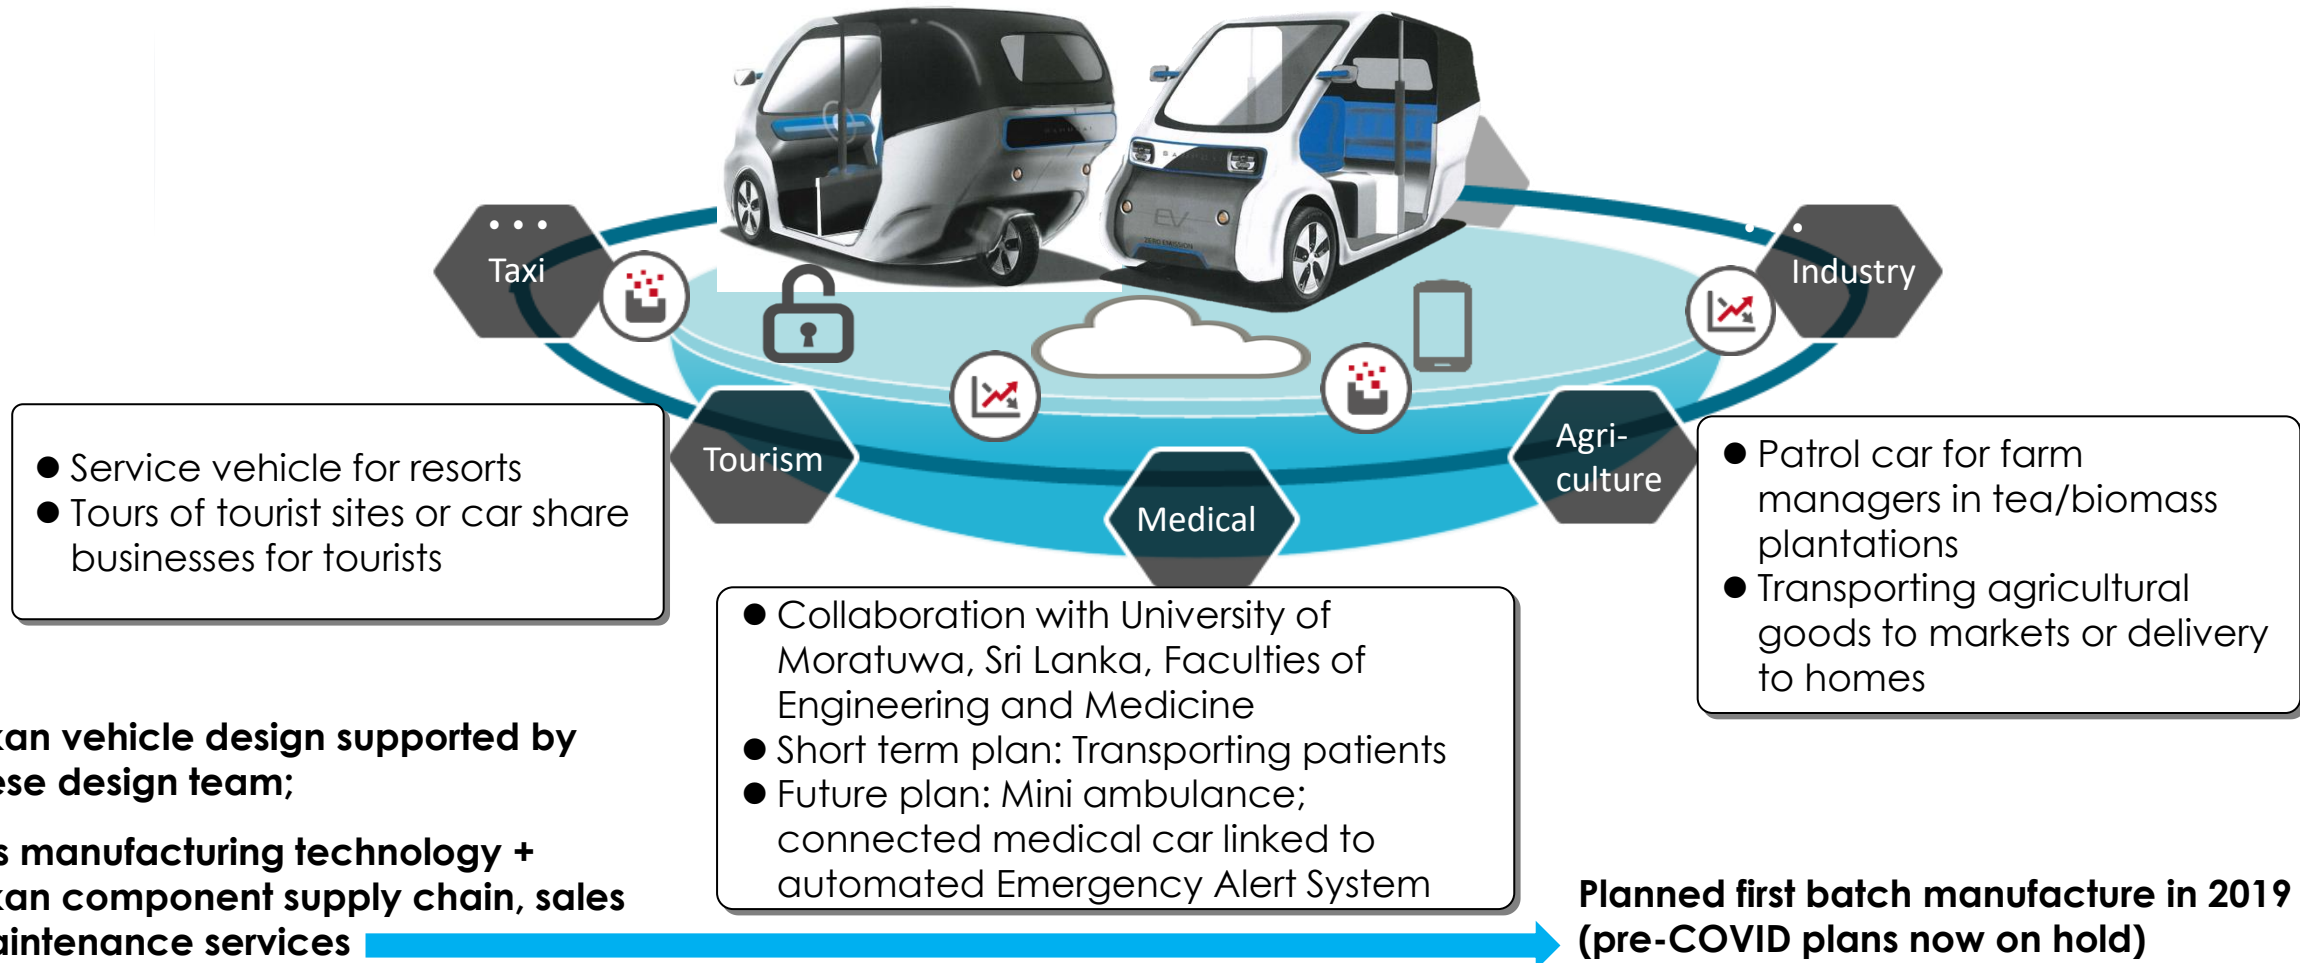 EV
ZERO EMISSION
• • •
Taxi
Industry
Tourism
Medical
Agri-
culture
● Service vehicle for resorts
● Tours of tourist sites or car share
businesses for tourists
● Patrol car for farm
managers in tea/biomass
plantations
● Transporting agricultural
goods to markets or delivery
to homes
● Collaboration with University of
Moratuwa, Sri Lanka, Faculties of
Engineering and Medicine
● Short term plan: Transporting patients
● Future plan: Mini ambulance;
connected medical car linked to
automated Emergency Alert System
kan vehicle design supported by
ese design team;
s manufacturing technology +
kan component supply chain, sales
aintenance services
Planned first batch manufacture in 2019
(pre-COVID plans now on hold)